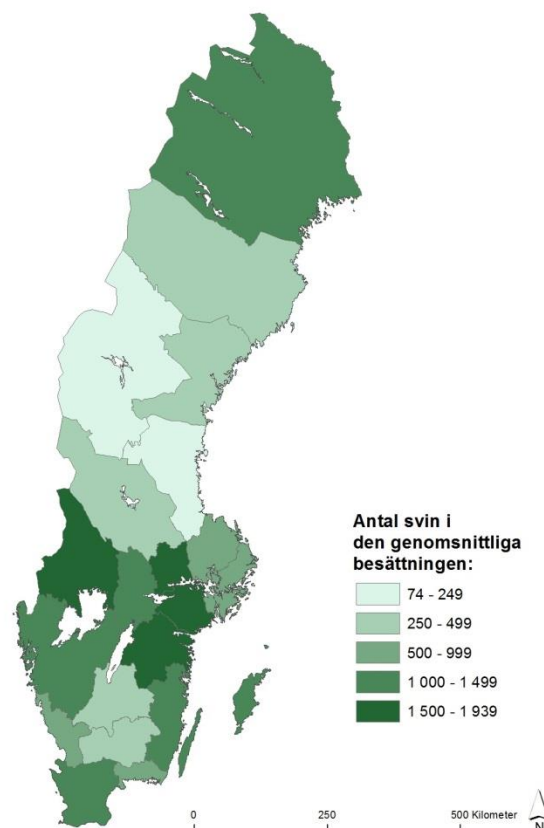 Antal svin i
den genomsnittliga
besättningen:
74 - 249
250 - 499
500 - 999
1 000 - 1 499
1 500 - 1 939
0 250 500 Kilometer
N